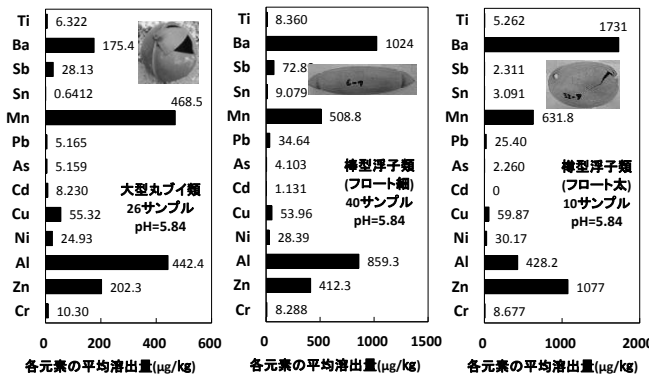 Ti 6.322
Ba 175.4
Sb 28.13
Sn 0.6412
Mn 468.5
Pb 5.165
As 5.159
Cd 8.230
Cu 55.32
Ni 24.93
Al 442.4
Zn 202.3
Cr 10.30
大型丸ブイ類
26サンプル
pH=5.84
0 200 400 600
各元素の平均溶出量(μg/kg)
Ti 8.360
Ba 1024
Sb 72.8
Sn 9.079
Mn 508.8
Pb 34.64
As 4.103
Cd 1.131
Cu 53.96
Ni 28.39
Al 859.3
Zn 412.3
Cr 8.288
棒型浮子類
(フロート細)
40サンプル
pH=5.84
0 500 1000 1500
各元素の平均溶出量(μg/kg)
Ti 5.262
Ba 1731
Sb 2.311
Sn 3.091
Mn 631.8
Pb 25.40
As 2.260
Cd 0
Cu 59.87
Ni 30.17
Al 428.2
Zn 1077
Cr 8.677
樽型浮子類
(フロート太)
10サンプル
pH=5.84
0 1000 2000
各元素の平均溶出量(μg/kg)